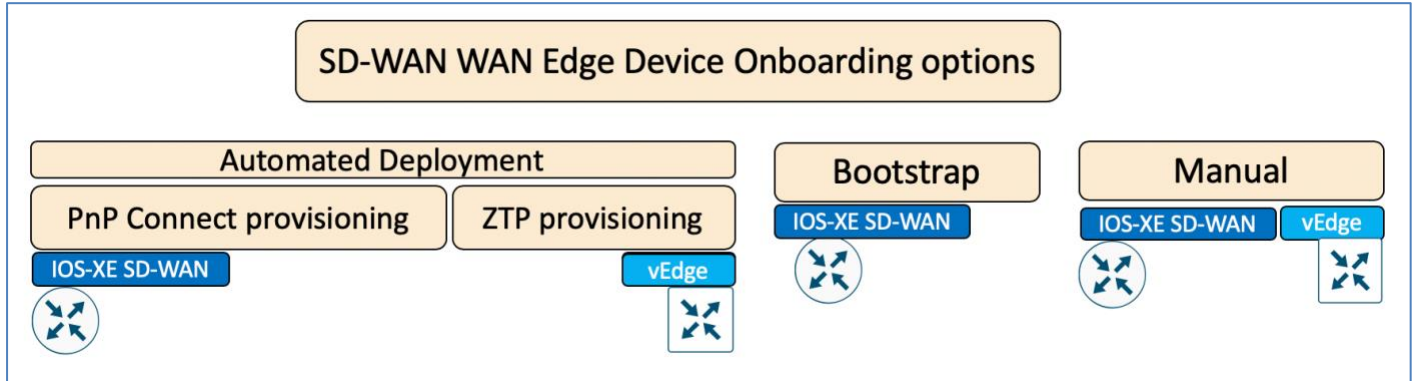 SD-WAN WAN Edge Device Onboarding options
Automated Deployment
PnP Connect provisioning
ZTP provisioning
IOS-XE SD-WAN
vEdge
Bootstrap
IOS-XE SD-WAN
Manual
IOS-XE SD-WAN
vEdge